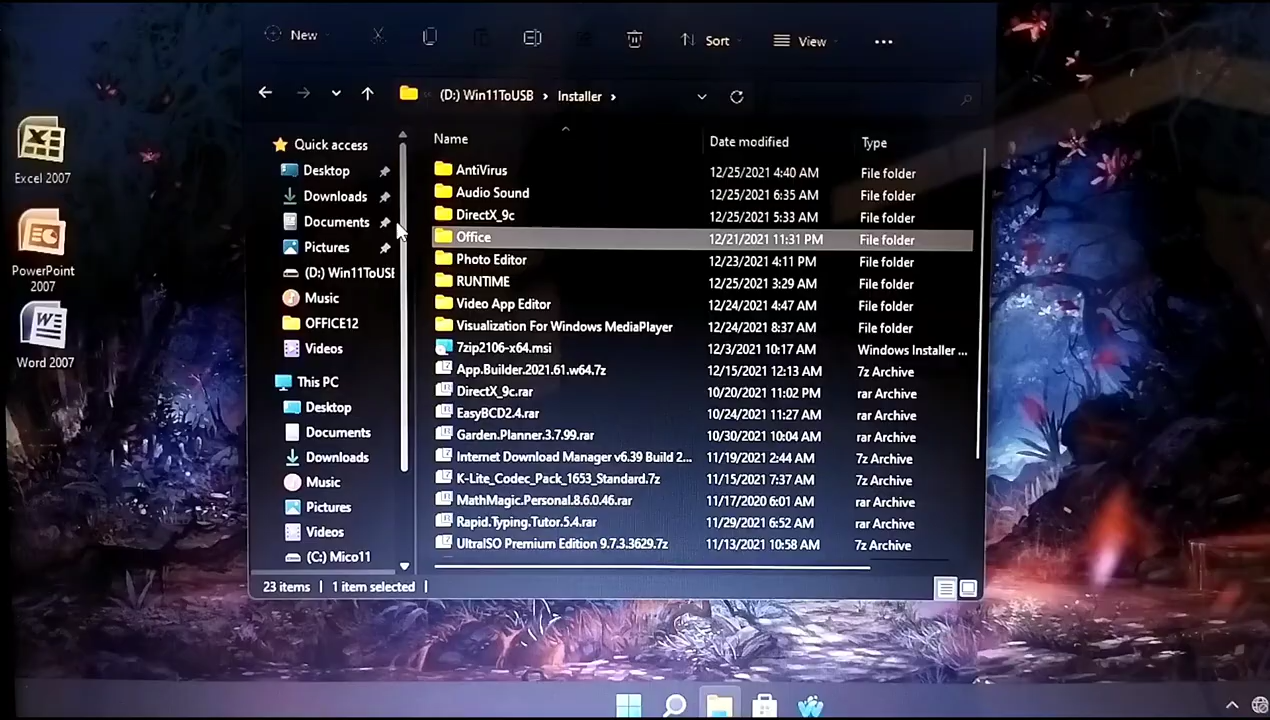 New
Sort
View
(D:) Win11ToUSB > Installer >
Name
Date modified
Type
Excel 2007
PowerPoint
2007
Word 2007
Quick access
Desktop
Downloads
Documents
Pictures
(D:) Win11ToUSB
Music
OFFICE12
Videos
This PC
Desktop
Documents
Downloads
Music
Pictures
Videos
(C:) Mico11
AntiVirus 12/25/2021 4:40 AM File folder
Audio Sound 12/25/2021 6:35 AM File folder
DirectX_9c 12/25/2021 5:33 AM File folder
Office 12/21/2021 11:31 PM File folder
Photo Editor 12/23/2021 4:11 PM File folder
RUNTIME 12/25/2021 3:29 AM File folder
Video App Editor 12/24/2021 4:47 AM File folder
Visualization For Windows MediaPlayer 12/24/2021 8:37 AM File folder
7zip2106-x64.msi 12/3/2021 10:17 AM Windows Installer ...
App.Builder.2021.61.w64.7z 12/15/2021 12:13 AM 7z Archive
DirectX_9c.rar 10/20/2021 11:02 PM rar Archive
EasyBCD2.4.rar 10/24/2021 11:27 AM rar Archive
Garden.Planner.3.7.99.rar 10/30/2021 10:04 AM rar Archive
Internet Download Manager v6.39 Build 2... 11/19/2021 2:44 AM 7z Archive
K-Lite_Codec_Pack_1653_Standard.7z 11/15/2021 7:37 AM 7z Archive
MathMagic.Personal.8.6.0.46.rar 11/17/2020 6:01 AM rar Archive
Rapid.Typing.Tutor.5.4.rar 11/29/2021 6:52 AM rar Archive
UltraISO Premium Edition 9.7.3.3629.7z 11/13/2021 10:58 AM 7z Archive
23 items | 1 item selected |